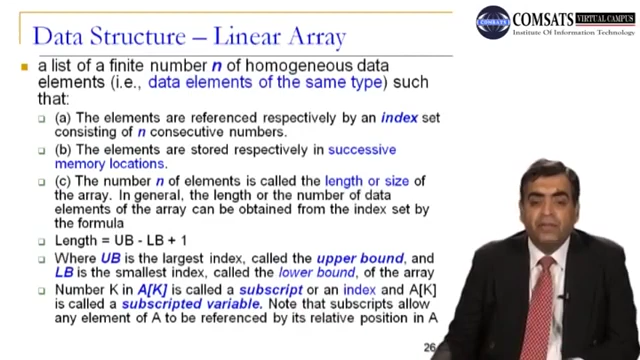 Data Structure – Linear Array
COMSATS
COMSATS VIRTUAL CAMPUS
Institute Of Information Technology
a list of a finite number n of homogeneous data
elements (i.e., data elements of the same type) such
that:
(a) The elements are referenced respectively by an index set
consisting of n consecutive numbers.
(b) The elements are stored respectively in successive
memory locations.
(c) The number n of elements is called the length or size of
the array. In general, the length or the number of data
elements of the array can be obtained from the index set by
the formula
Length = UB - LB + 1
Where UB is the largest index, called the upper bound, and
LB is the smallest index, called the lower bound, of the array
Number K in A[K] is called a subscript or an index and A[K]
is called a subscripted variable. Note that subscripts allow
any element of A to be referenced by its relative position in A
26